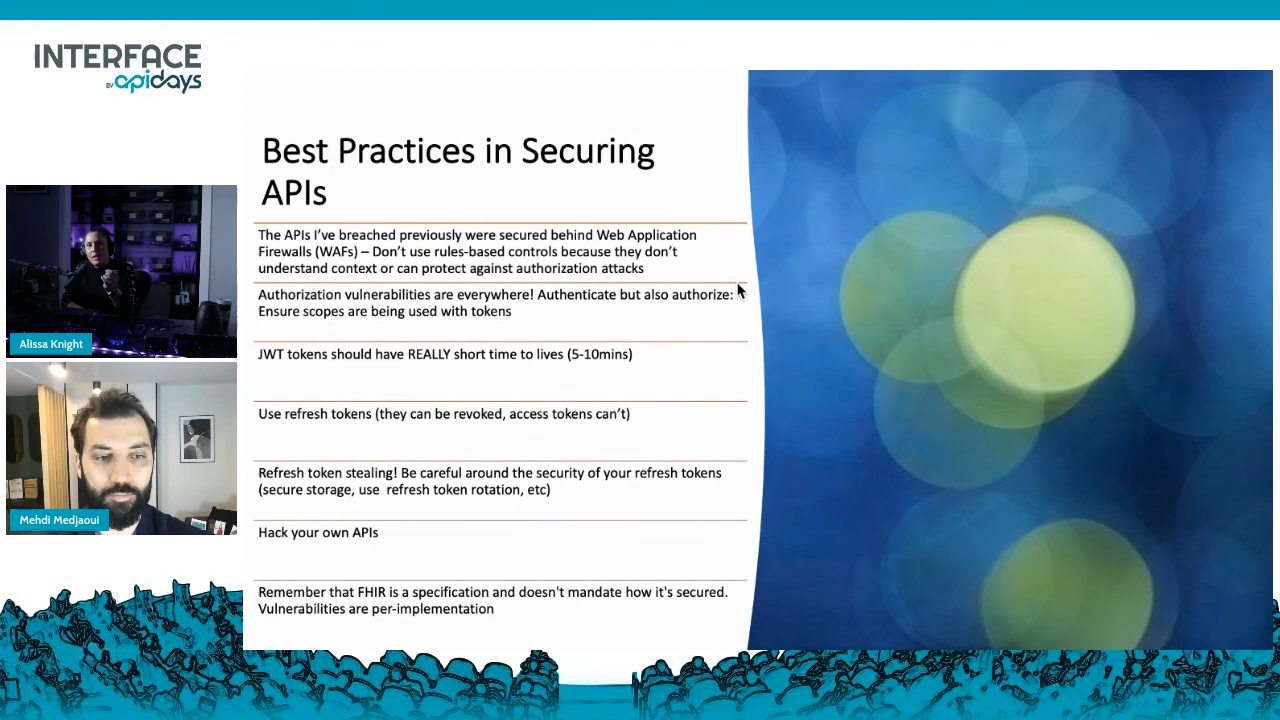 INTERFACE
BY apidays
Best Practices in Securing
APIs
The APIs I've breached previously were secured behind Web Application
Firewalls (WAFs) – Don't use rules-based controls because they don't
understand context or can protect against authorization attacks
Authorization vulnerabilities are everywhere! Authenticate but also authorize:
Ensure scopes are being used with tokens
JWT tokens should have REALLY short time to lives (5-10mins)
Use refresh tokens (they can be revoked, access tokens can't)
Refresh token stealing! Be careful around the security of your refresh tokens
(secure storage, use refresh token rotation, etc)
Hack your own APIs
Remember that FHIR is a specification and doesn't mandate how it's secured.
Vulnerabilities are per-implementation
Alissa Knight
Mehdi Medjaoui